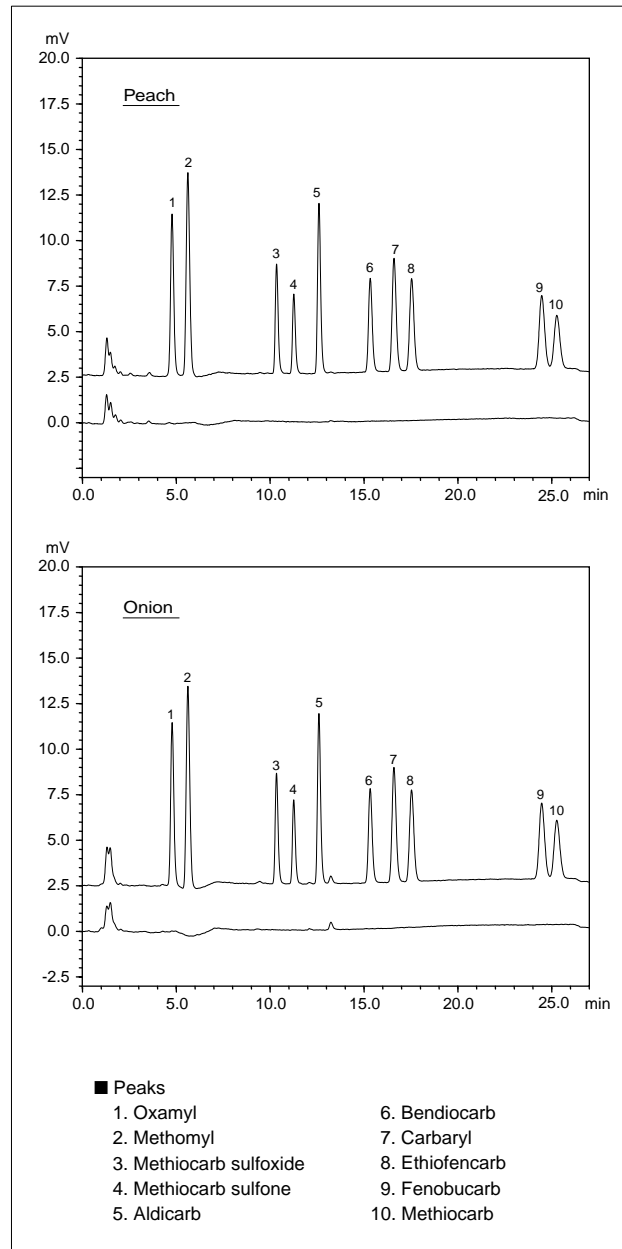 mV
20.0
17.5
15.0
12.5
10.0
7.5
5.0
2.5
0.0
Peach
1
2
3
4
5
6
7
8
9
10
0.0 5.0 10.0 15.0 20.0 25.0 min
mV
20.0
17.5
15.0
12.5
10.0
7.5
5.0
2.5
0.0
-2.5
Onion
1
2
3
4
5
6
7
8
9
10
0.0 5.0 10.0 15.0 20.0 25.0 min
■ Peaks
1. Oxamyl
2. Methomyl
3. Methiocarb sulfoxide
4. Methiocarb sulfone
5. Aldicarb
6. Bendiocarb
7. Carbaryl
8. Ethiofencarb
9. Fenobucarb
10. Methiocarb